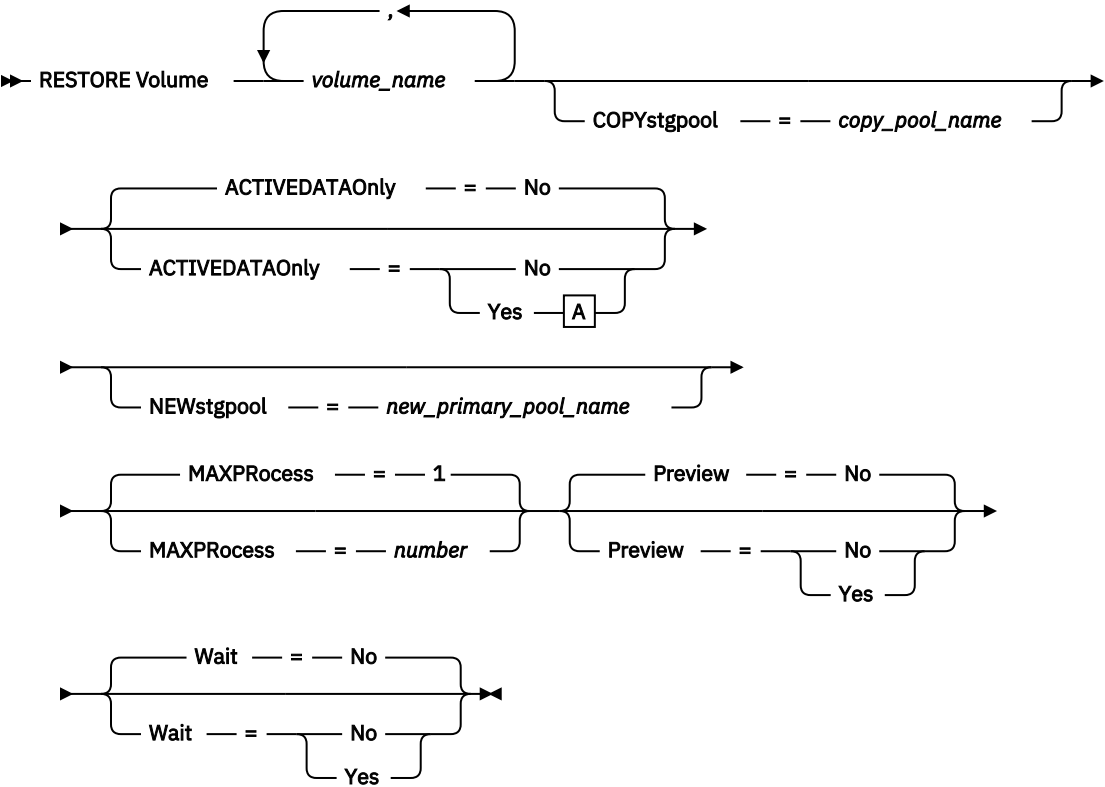 ,
RESTORE Volume volume_name
COPYstgpool = copy_pool_name
ACTIVEDATAOnly = No
ACTIVEDATAOnly = No
Yes A
NEWstgpool = new_primary_pool_name
MAXPRocess = 1 Preview = No
MAXPRocess = number Preview = No
Yes
Wait = No
Wait = No
Yes